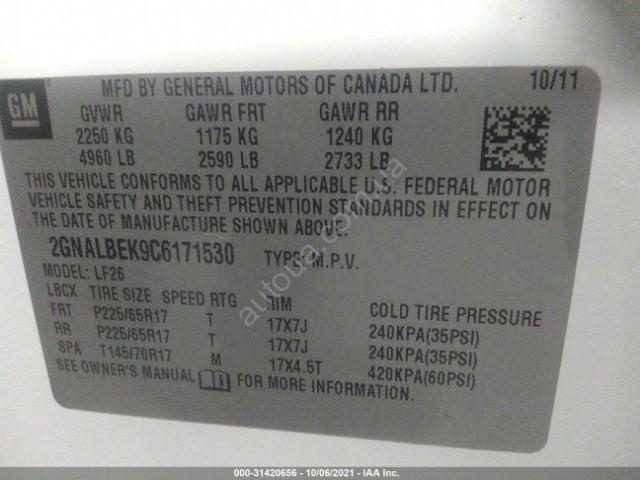 GM
MFD BY GENERAL MOTORS OF CANADA LTD. 10/11
GVWR GAWR FRT GAWR RR
2250 KG 1175 KG 1240 KG
4960 LB 2590 LB 2733 LB
THIS VEHICLE CONFORMS TO ALL APPLICABLE U.S. FEDERAL MOTOR
VEHICLE SAFETY AND THEFT PREVENTION STANDARDS IN EFFECT ON
THE DATE OF MANUFACTURE SHOWN ABOVE.
2GNALBEK9C6171530 TYPE: M.P.V.
MODEL: LF26
LBCX TIRE SIZE SPEED RTG RIM COLD TIRE PRESSURE
FRT P225/65R17 T 17X7J 240KPA(35PSI)
RR P225/65R17 T 17X7J 240KPA(35PSI)
SPA T145/70R17 M 17X4.5T 420KPA(60PSI)
SEE OWNER'S MANUAL FOR MORE INFORMATION.
autoua.com.ua
000-31420656 - 10/06/2021 - IAA Inc.